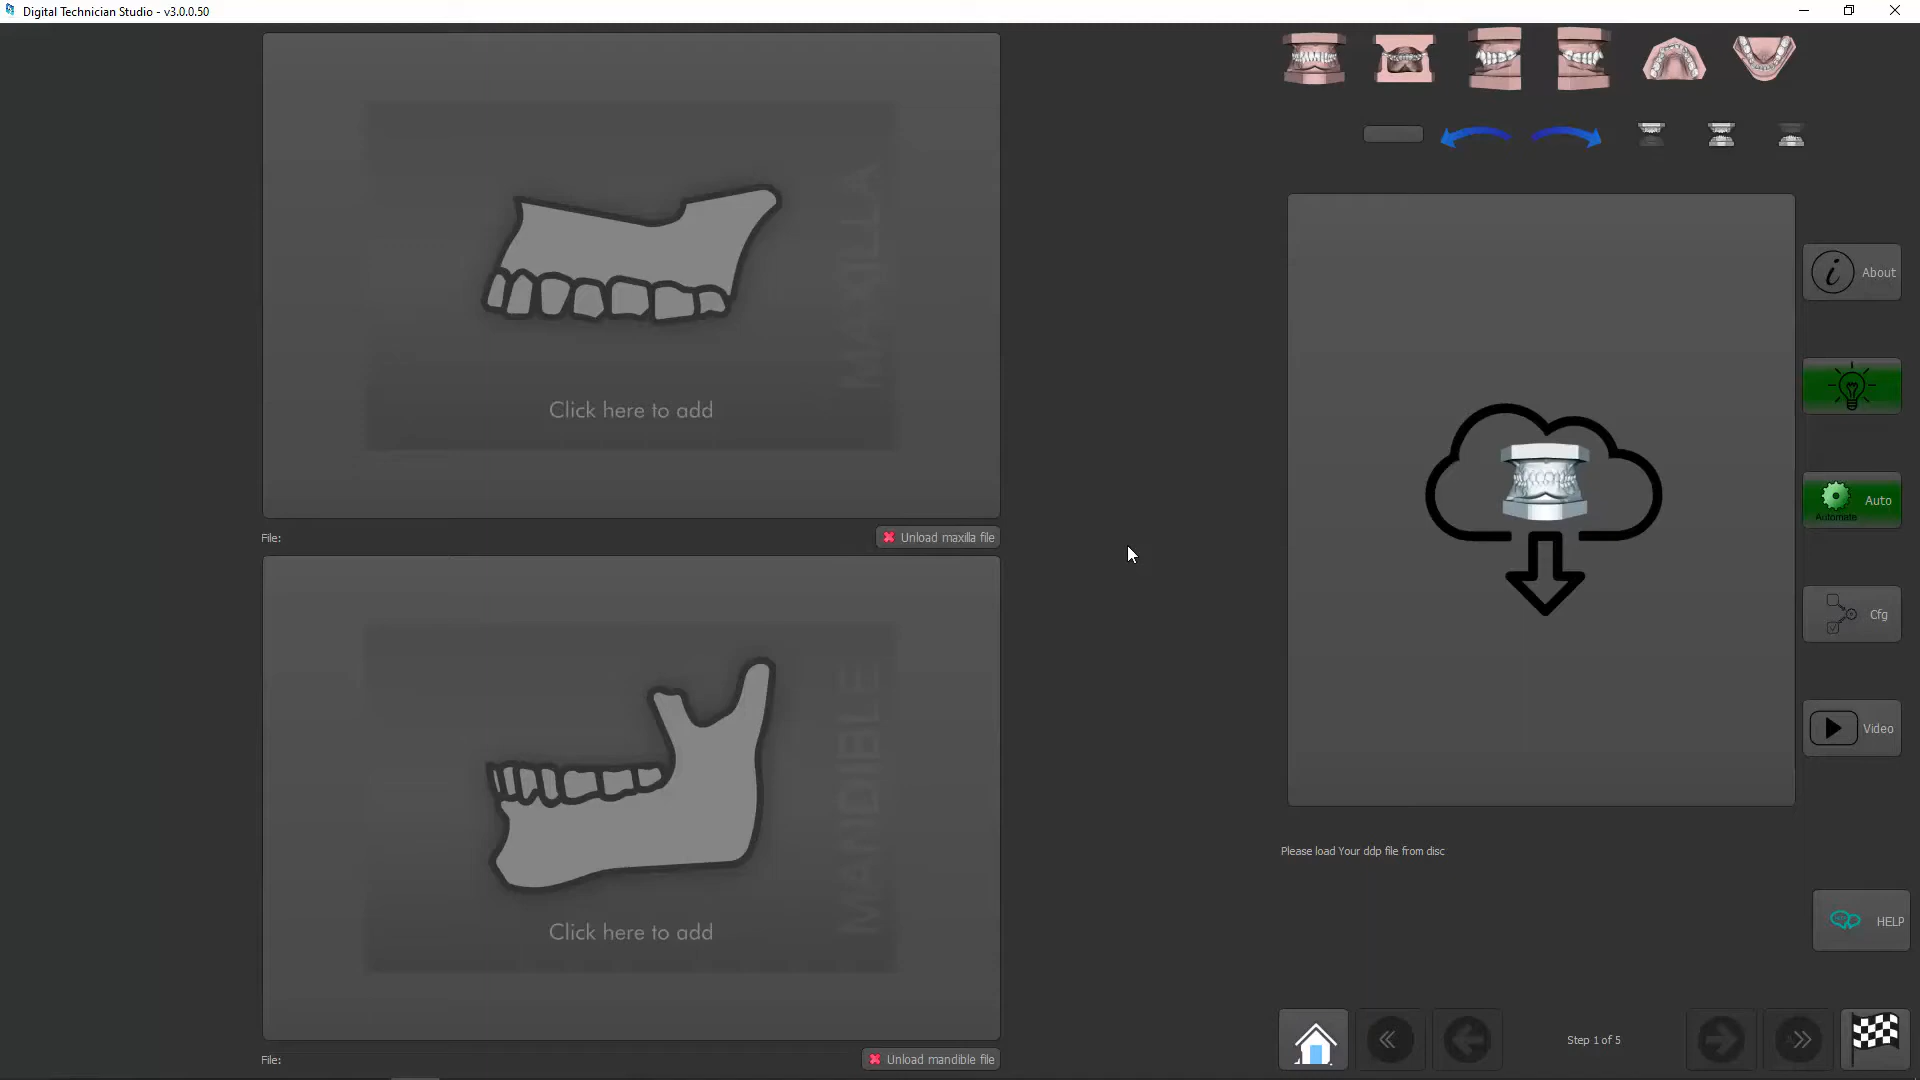 Digital Technician Studio - v3.0.0.50
MAXILLA
Click here to add
File:
Unload maxilla file
MANDIBLE
Click here to add
File:
Unload mandible file
About
Auto
Automate
Cfg
Video
Please load Your ddp file from disc
HELP
Step 1 of 5